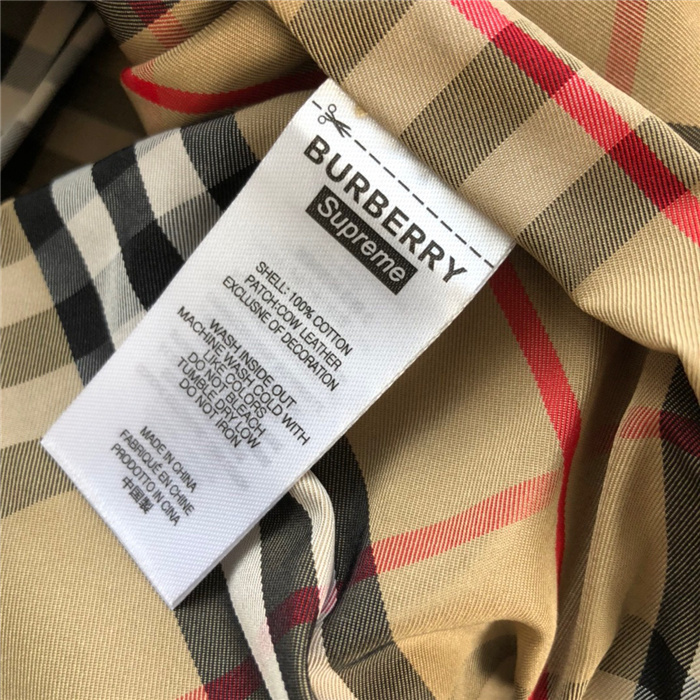 BURBERRY
Supreme
SHELL: 100% COTTON
PATCH:COW LEATHER
EXCLUSNE OF DECORATION
WASH INSIDE OUT
MACHINE WASH COLD WITH
LIKE COLORS
DO NOT BLEACH
TUMBLE DRY LOW
DO NOT IRON
MADE IN CHINA
FABRIQUÉ EN CHINE
PRODOTTO IN CINA
中国製